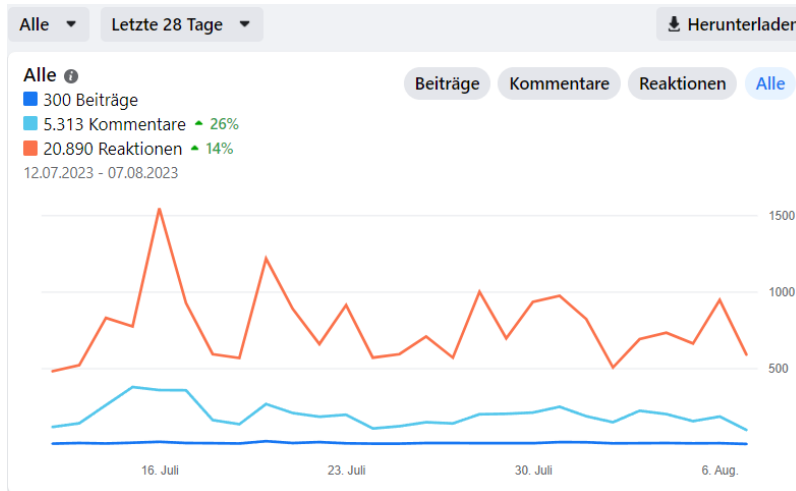 Alle
Letzte 28 Tage
Herunterladen
Alle
Beiträge
Kommentare
Reaktionen
Alle
300 Beiträge
5.313 Kommentare 26%
20.890 Reaktionen 14%
12.07.2023 - 07.08.2023
1500
1000
500
16. Juli
23. Juli
30. Juli
6. Aug.